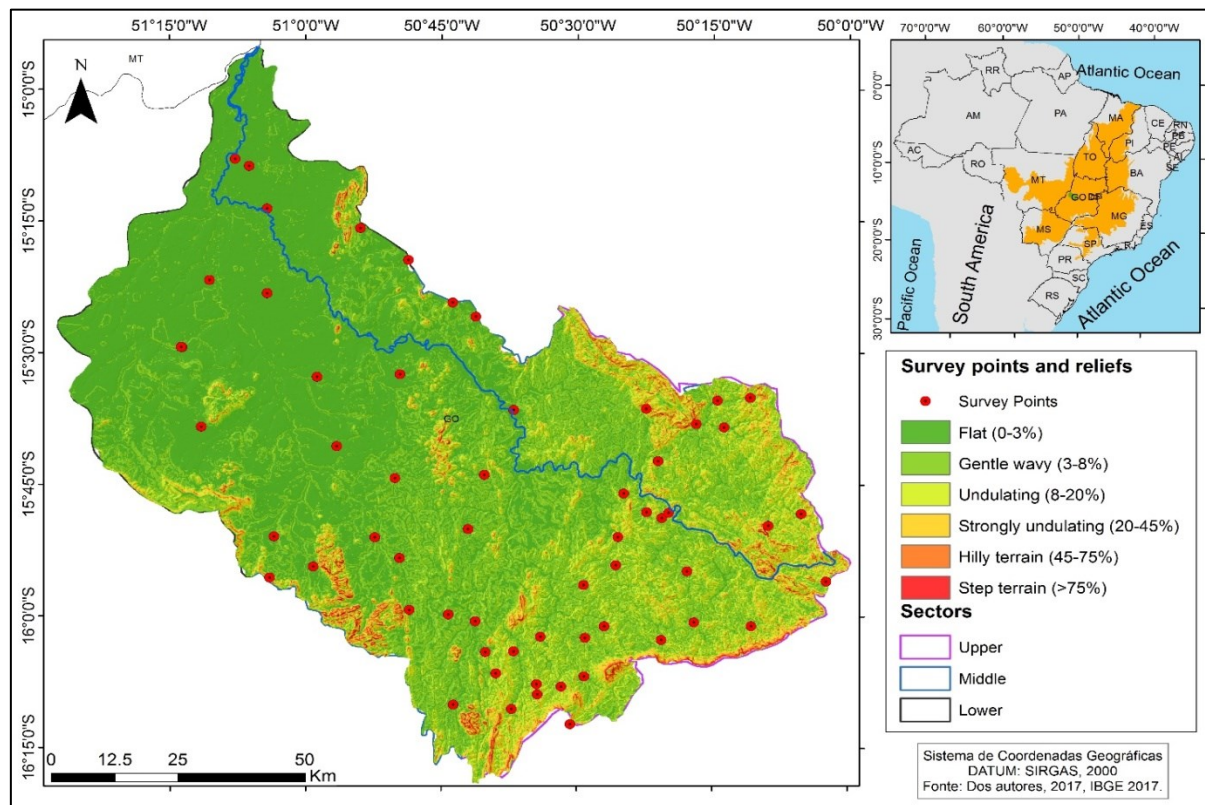 51°15'0"W 51°0'0"W 50°45'0"W 50°30'0"W 50°15'0"W 50°0'0"W
MT
N
15°0'0"S
15°15'0"S
15°30'0"S
15°45'0"S
16°0'0"S
16°15'0"S
GO
0 12.5 25 50
Km
70°0'0"W 60°0'0"W 50°0'0"W 40°0'0"W
0°0'0"
10°0'0"S
20°0'0"S
30°0'0"S
Atlantic Ocean
RR
AP
AM
PA
MA
CE
RN
PB
PE
AL
SE
PI
AC
RO
TO
BA
MT
GO
DF
MG
ES
MS
SP
RJ
PR
SC
RS
Pacific Ocean
South America
Atlantic Ocean
Survey points and reliefs
Survey Points
Flat (0-3%)
Gentle wavy (3-8%)
Undulating (8-20%)
Strongly undulating (20-45%)
Hilly terrain (45-75%)
Step terrain (>75%)
Sectors
Upper
Middle
Lower
Sistema de Coordenadas Geográficas
DATUM: SIRGAS, 2000
Fonte: Dos autores, 2017, IBGE 2017.